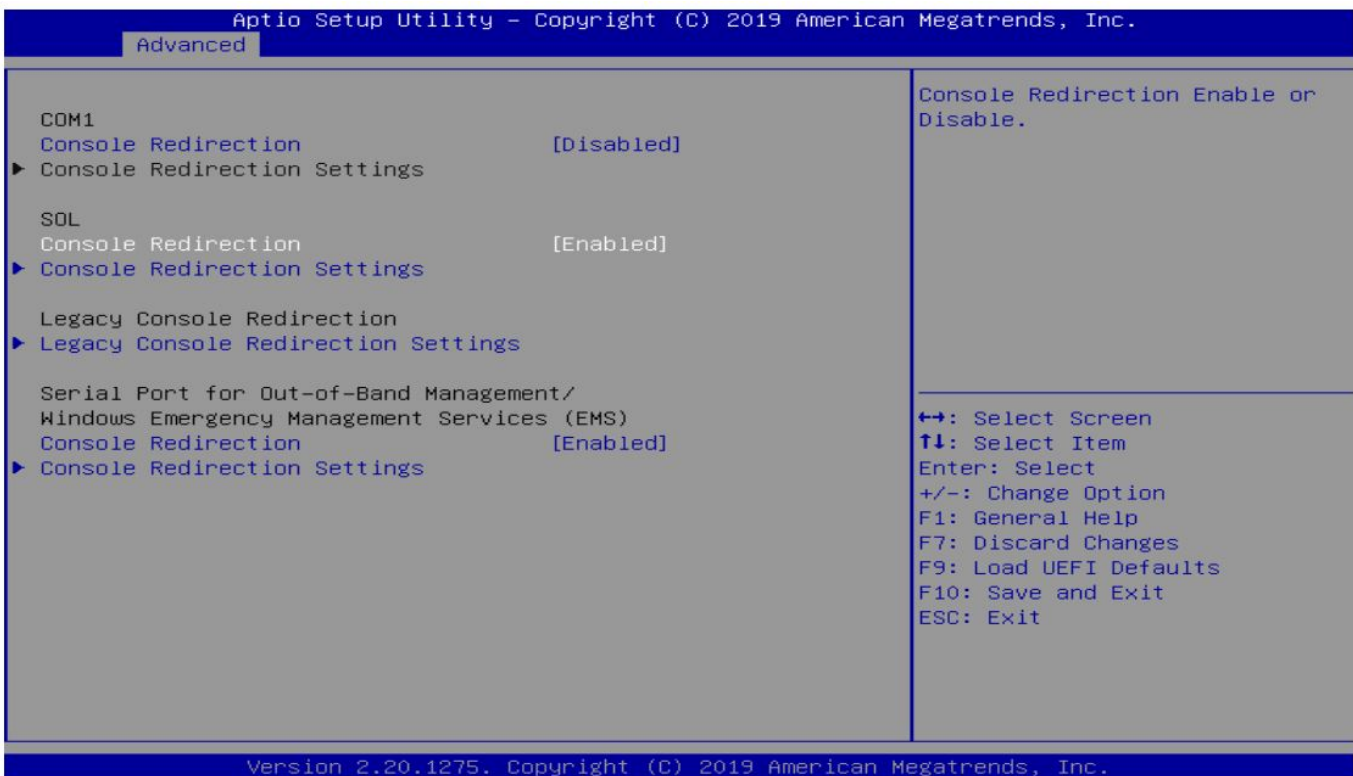 Aptio Setup Utility – Copyright (C) 2019 American Megatrends, Inc.
Advanced
COM1
Console Redirection [Disabled]
▶ Console Redirection Settings
SOL
Console Redirection [Enabled]
▶ Console Redirection Settings
Legacy Console Redirection
▶ Legacy Console Redirection Settings
Serial Port for Out-of-Band Management/
Windows Emergency Management Services (EMS)
Console Redirection [Enabled]
▶ Console Redirection Settings
Console Redirection Enable or
Disable.
↔: Select Screen
↑↓: Select Item
Enter: Select
+/-: Change Option
F1: General Help
F7: Discard Changes
F9: Load UEFI Defaults
F10: Save and Exit
ESC: Exit
Version 2.20.1275. Copyright (C) 2019 American Megatrends, Inc.